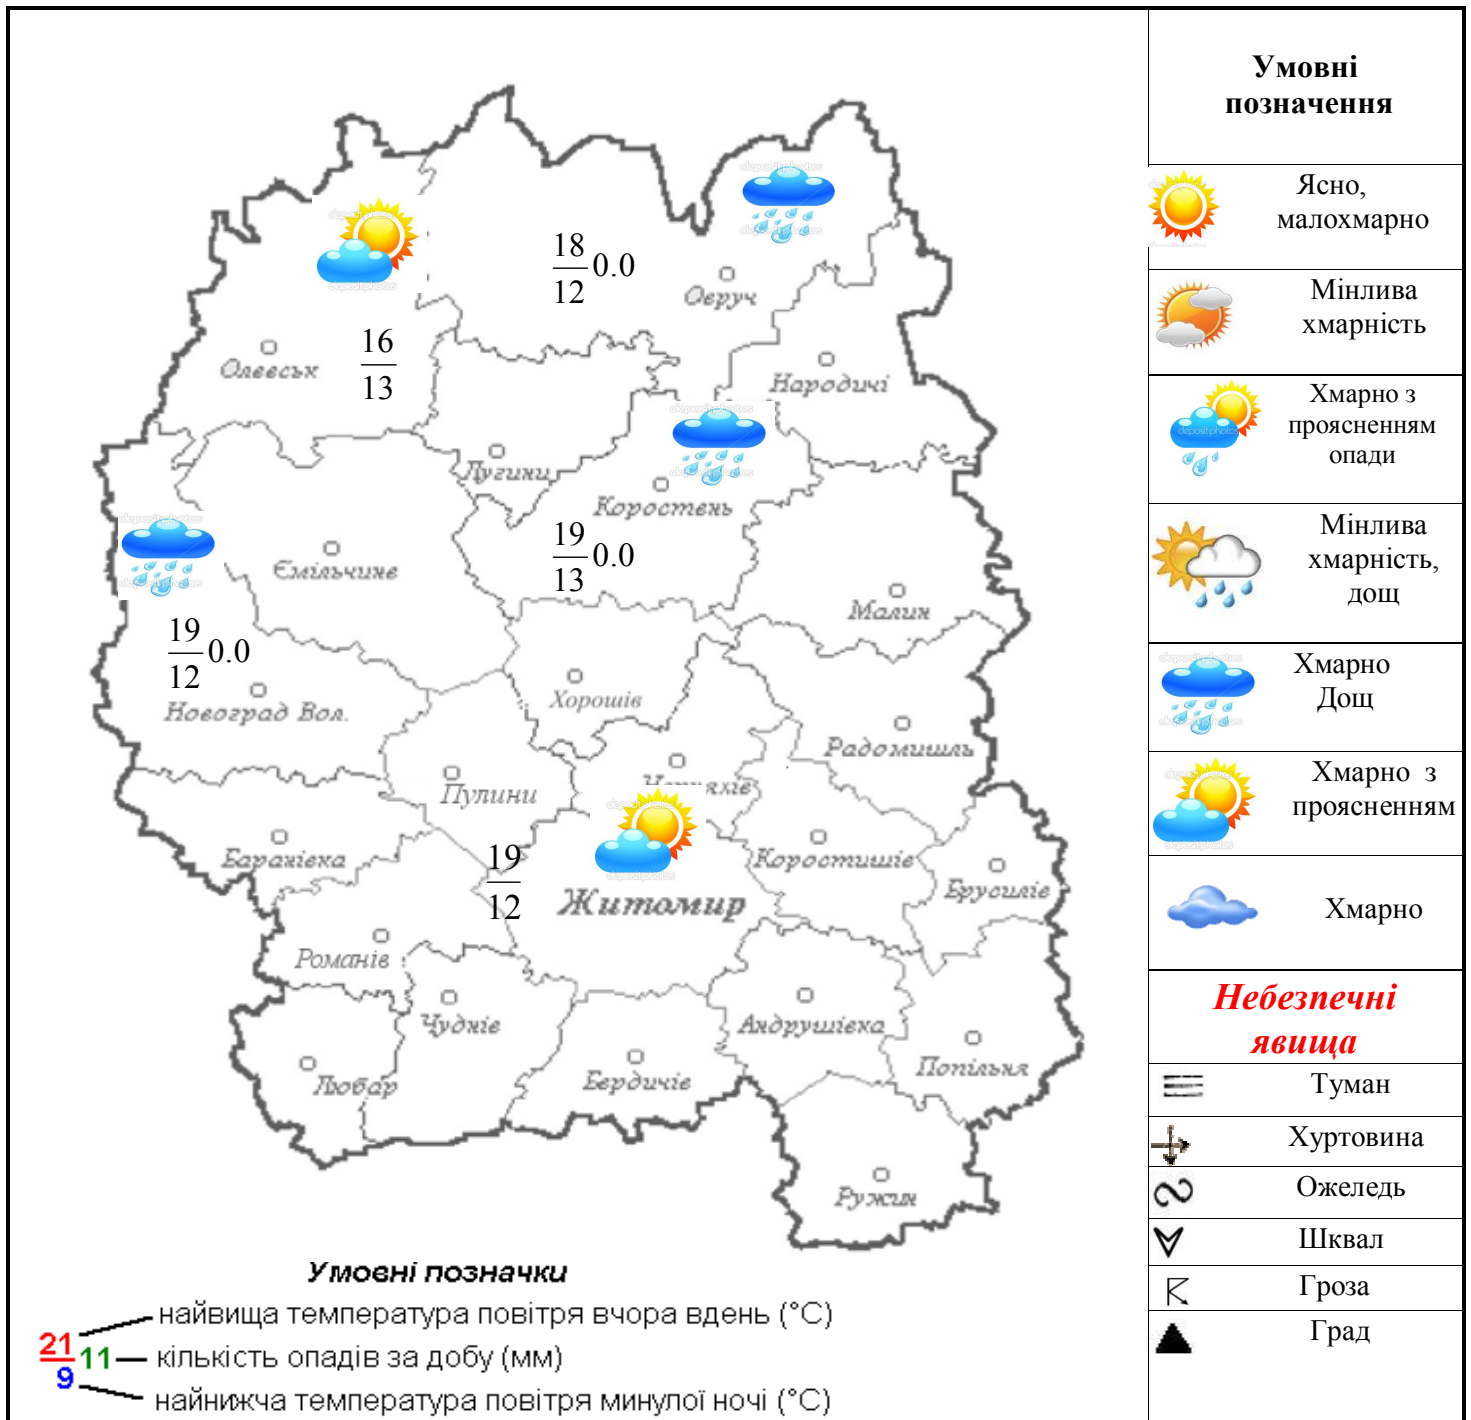 Умовні
позначення
Ясно,
малохмарно
Мінлива
хмарність
Хмарно з
проясненням
опади
Мінлива
хмарність,
дощ
Хмарно
Дощ
Хмарно з
проясненням
Хмарно
Небезпечні
явища
Туман
Хуртовина
Ожеледь
Шквал
Гроза
Град
18
0.0
12
Овруч
16
13
Олевськ
Народичі
Лугини
Коростень
19
0.0
13
Ємільчине
Малин
19
0.0
12
Новоград Вол.
Хорошів
Радомишль
Пулини
Баранівка
Коростишів
Брусилів
19
12
Житомир
Романів
Чуднів
Андрушівка
Любар
Бердичів
Попільня
Ружин
Умовні позначки
найвища температура повітря вчора вдень (°C)
21
11
кількість опадів за добу (мм)
9
найнижча температура повітря минулої ночі (°C)